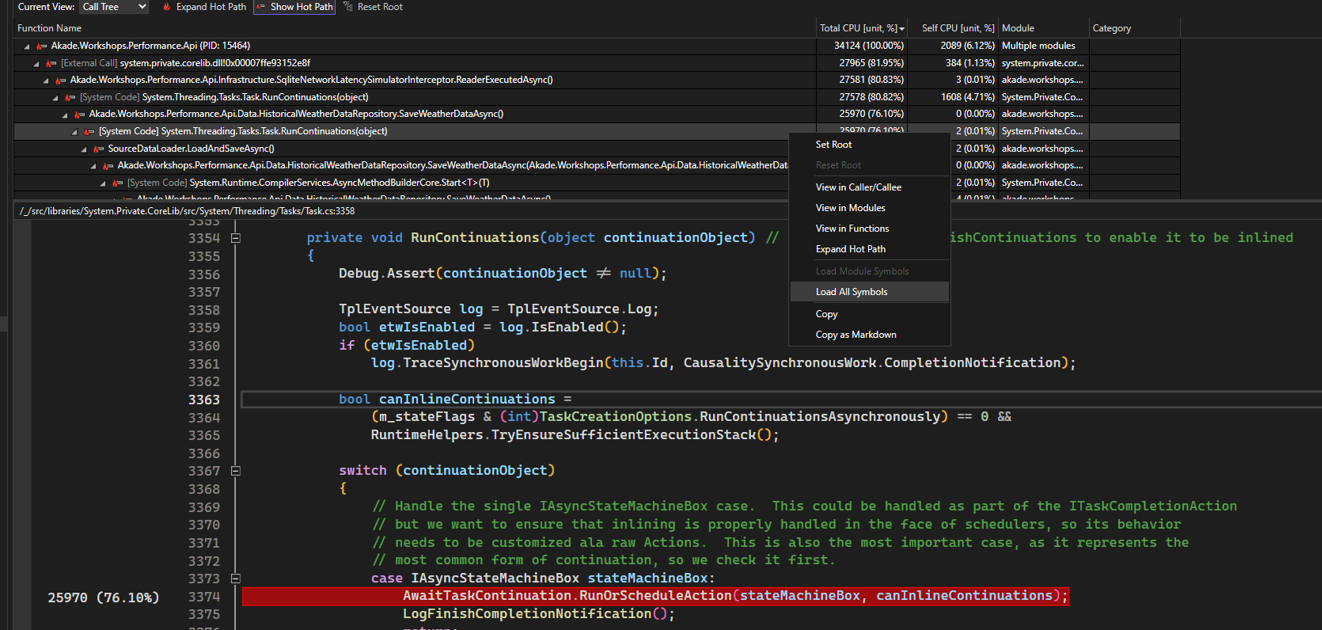 Current View: Call Tree Expand Hot Path Show Hot Path Reset Root
Function Name Total CPU [unit, %] Self CPU [unit, %] Module Category
Akade.Workshops.Performance.Api (PID: 15464) 34124 (100.00%) 2089 (6.12%) Multiple modules
[External Call] system.private.corelib.dll!0x00007ffe93152e8f 27965 (81.95%) 384 (1.13%) system.private.cor...
Akade.Workshops.Performance.Api.Infrastructure.SqliteNetworkLatencySimulatorInterceptor.ReaderExecutedAsync() 27581 (80.83%) 3 (0.01%) akade.workshops....
[System Code] System.Threading.Tasks.Task.RunContinuations(object) 27578 (80.82%) 1608 (4.71%) System.Private.Co...
Akade.Workshops.Performance.Api.Data.HistoricalWeatherDataRepository.SaveWeatherDataAsync() 25970 (76.10%) 0 (0.00%) akade.workshops....
[System Code] System.Threading.Tasks.Task.RunContinuations(object) 25970 (76.10%) 2 (0.01%) System.Private.Co...
SourceDataLoader.LoadAndSaveAsync() 2 (0.01%) akade.workshops....
Akade.Workshops.Performance.Api.Data.HistoricalWeatherDataRepository.SaveWeatherDataAsync(Akade.Workshops.Performance.Api.Data.HistoricalWeatherDat 0 (0.00%) akade.workshops....
[System Code] System.Runtime.CompilerServices.AsyncMethodBuilderCore.Start<T>(T) 2 (0.01%) System.Private.Co...
Akade.Workshops.Performance.Api.Data.HistoricalWeatherDataRepository.SaveWeatherDataAsync() 4 (0.01%) akade.workshops....
Set Root
Reset Root
View in Caller/Callee
View in Modules
View in Functions
Expand Hot Path
Load Module Symbols
Load All Symbols
Copy
Copy as Markdown
/_/src/libraries/System.Private.CoreLib/src/System/Threading/Tasks/Task.cs:3358
3353
3354 private void RunContinuations(object continuationObject) // ishContinuations to enable it to be inlined
3355 {
3356 Debug.Assert(continuationObject ≠ null);
3357
3358 TplEventSource log = TplEventSource.Log;
3359 bool etwIsEnabled = log.IsEnabled();
3360 if (etwIsEnabled)
3361 log.TraceSynchronousWorkBegin(this.Id, CausalitySynchronousWork.CompletionNotification);
3362
3363 bool canInlineContinuations =
3364 (m_stateFlags & (int)TaskCreationOptions.RunContinuationsAsynchronously) == 0 &&
3365 RuntimeHelpers.TryEnsureSufficientExecutionStack();
3366
3367 switch (continuationObject)
3368 {
3369 // Handle the single IAsyncStateMachineBox case.  This could be handled as part of the ITaskCompletionAction
3370 // but we want to ensure that inlining is properly handled in the face of schedulers, so its behavior
3371 // needs to be customized ala raw Actions.  This is also the most important case, as it represents the
3372 // most common form of continuation, so we check it first.
3373 case IAsyncStateMachineBox stateMachineBox:
25970 (76.10%) 3374 AwaitTaskContinuation.RunOrScheduleAction(stateMachineBox, canInlineContinuations);
3375 LogFinishCompletionNotification();
3376 return;